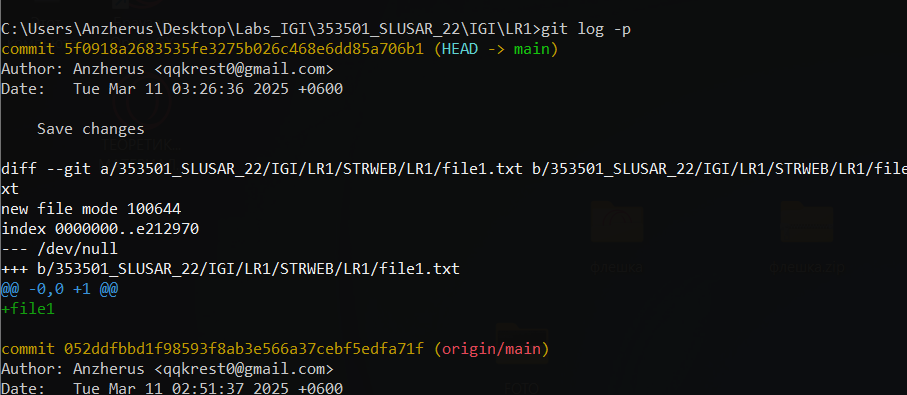 C:\Users\Anzherus\Desktop\Labs_IGI\353501_SLUSAR_22\IGI\LR1>git log -p
commit 5f0918a2683535fe3275b026c468e6dd85a706b1 (HEAD -> main)
Author: Anzherus <qqkrest0@gmail.com>
Date:   Tue Mar 11 03:26:36 2025 +0600
    Save changes
diff --git a/353501_SLUSAR_22/IGI/LR1/STRWEB/LR1/file1.txt b/353501_SLUSAR_22/IGI/LR1/STRWEB/LR1/file
xt
new file mode 100644
index 0000000..e212970
--- /dev/null
+++ b/353501_SLUSAR_22/IGI/LR1/STRWEB/LR1/file1.txt
@@ -0,0 +1 @@
+file1
commit 052ddfbbd1f98593f8ab3e566a37cebf5edfa71f (origin/main)
Author: Anzherus <qqkrest0@gmail.com>
Date:   Tue Mar 11 02:51:37 2025 +0600